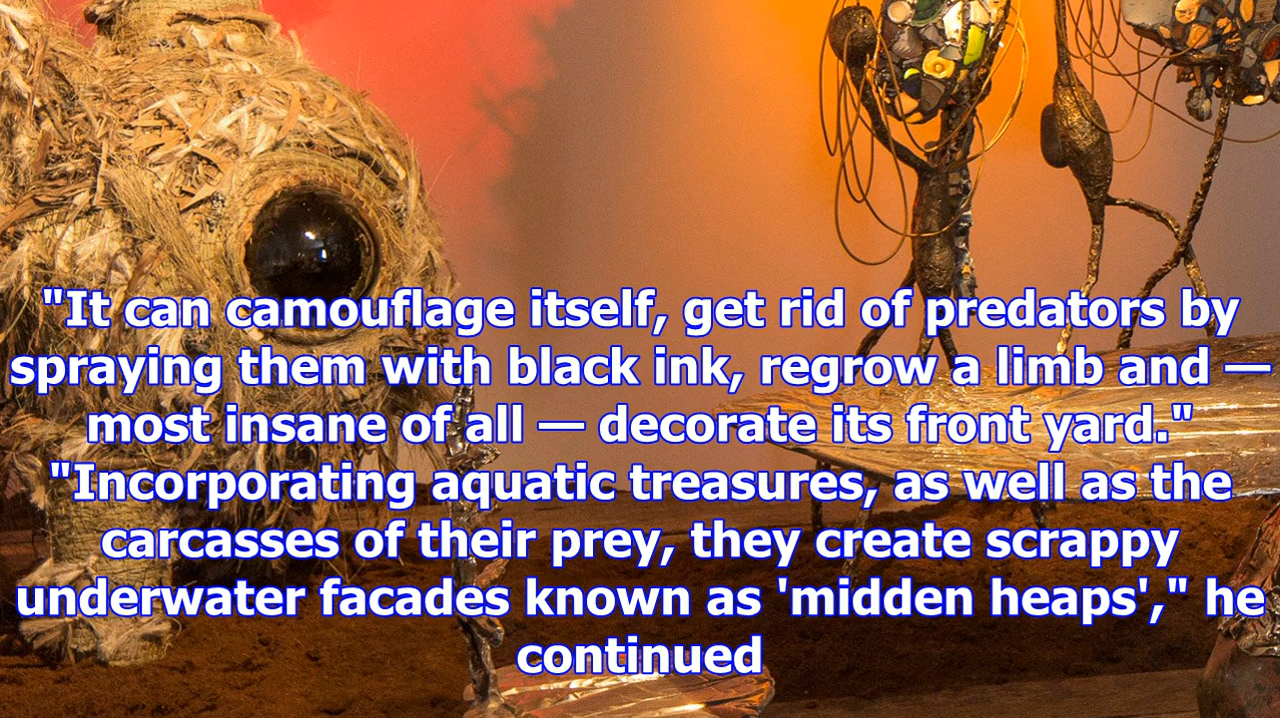 "It can camouflage itself, get rid of predators by
spraying them with black ink, regrow a limb and —
most insane of all — decorate its front yard."
"Incorporating aquatic treasures, as well as the
carcasses of their prey, they create scrappy
underwater facades known as 'midden heaps'," he
continued